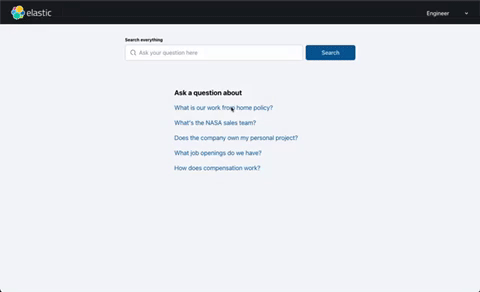 elastic
Engineer
Search everything
Ask your question here
Search
Ask a question about
What is our work from home policy?
What's the NASA sales team?
Does the company own my personal project?
What job openings do we have?
How does compensation work?